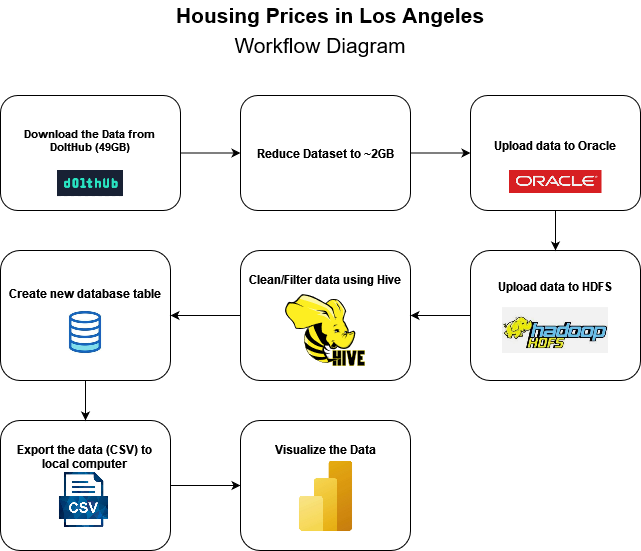 Housing Prices in Los Angeles
Workflow Diagram
Download the Data from
DoltHub (49GB)
d0lthUb
Reduce Dataset to ~2GB
Upload data to Oracle
ORACLE
Upload data to HDFS
hadoop
HDFS
Clean/Filter data using Hive
HIVE
Create new database table
Export the data (CSV) to
local computer
CSV
Visualize the Data